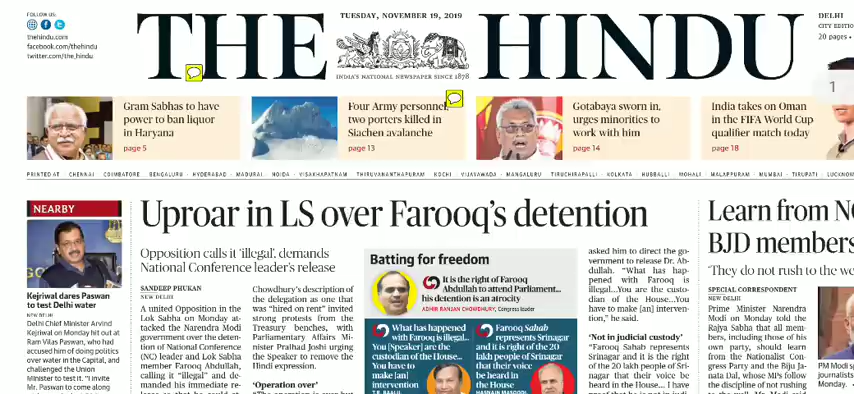 FOLLOW US:
thehindu.com
facebook.com/thehindu
twitter.com/the_hindu
TUESDAY, NOVEMBER 19, 2019
THE HINDU
INDIA'S NATIONAL NEWSPAPER SINCE 1878
DELHI
CITY EDITIO
20 pages •
1
Gram Sabhas to have
power to ban liquor
in Haryana
page 5
Four Army personnel,
two porters killed in
Siachen avalanche
page 13
Gotabaya sworn in,
urges minorities to
work with him
page 14
India takes on Oman
in the FIFA World Cup
qualifier match today
page 18
PRINTED AT · CHENNAI · COIMBATORE · BENGALURU · HYDERABAD · MADURAI · NOIDA · VISAKHAPATNAM · THIRUVANANTHAPURAM · KOCHI · VIJAYAWADA · MANGALURU · TIRUCHIRAPALLI · KOLKATA · HUBBALLI · MOHALI · MALAPPURAM · MUMBAI · TIRUPATI · LUCKNOW
NEARBY
Kejriwal dares Paswan
to test Delhi water
NEW DELHI
Delhi Chief Minister Arvind
Kejriwal on Monday hit out at
Ram Vilas Paswan, who had
accused him of doing politics
over water in the Capital, and
challenged the Union
Minister to test it. "I invite
Mr. Paswan to come along
Uproar in LS over Farooq's detention
Opposition calls it 'illegal', demands
National Conference leader's release
SANDEEP PHUKAN
NEW DELHI
A united Opposition in the
Lok Sabha on Monday at-
tacked the Narendra Modi
government over the deten-
tion of National Conference
(NC) leader and Lok Sabha
member Farooq Abdullah,
calling it "illegal" and de-
manded his immediate re-
Chowdhury's description of
the delegation as one that
was "hired on rent" invited
strong protests from the
Treasury benches, with
Parliamentary Affairs Mi-
nister Pralhad Joshi urging
the Speaker to remove the
Hindi expression.
'Operation over'
Batting for freedom
It is the right of Farooq
Abdullah to attend Parliament...
his detention is an atrocity
ADHIR RANJAN CHOWDHURY, Congress leader
What has happened
with Farooq is illegal...
You [Speaker] are the
custodian of the House...
You have to
make [an]
intervention
T.R. BAALU
Farooq Sahab
represents Srinagar
and it is right of the
20 lakh people of
Srinagar that their
voice be heard in
the House
HASNAIN MASOODI
asked him to direct the go-
vernment to release Dr. Ab-
dullah. "What has hap-
pened with Farooq is
illegal...You are the custo-
dian of the House...You
have to make [an] interven-
tion," he said.
'Not in judicial custody'
"Farooq Sahab represents
Srinagar and it is the right of
the 20 lakh people of Sri-
nagar that their voice be
heard in the House... I have
Learn from NC
BJD members
'They do not rush to the we
SPECIAL CORRESPONDENT
NEW DELHI
Prime Minister Narendra
Modi on Monday told the
Rajya Sabha that all mem-
bers, including those of his
own party, should learn
from the Nationalist Con-
gress Party and the Biju Ja-
nata Dal, whose MPs follow
the discipline of not rushing
PM Modi s
journalists
Monday.